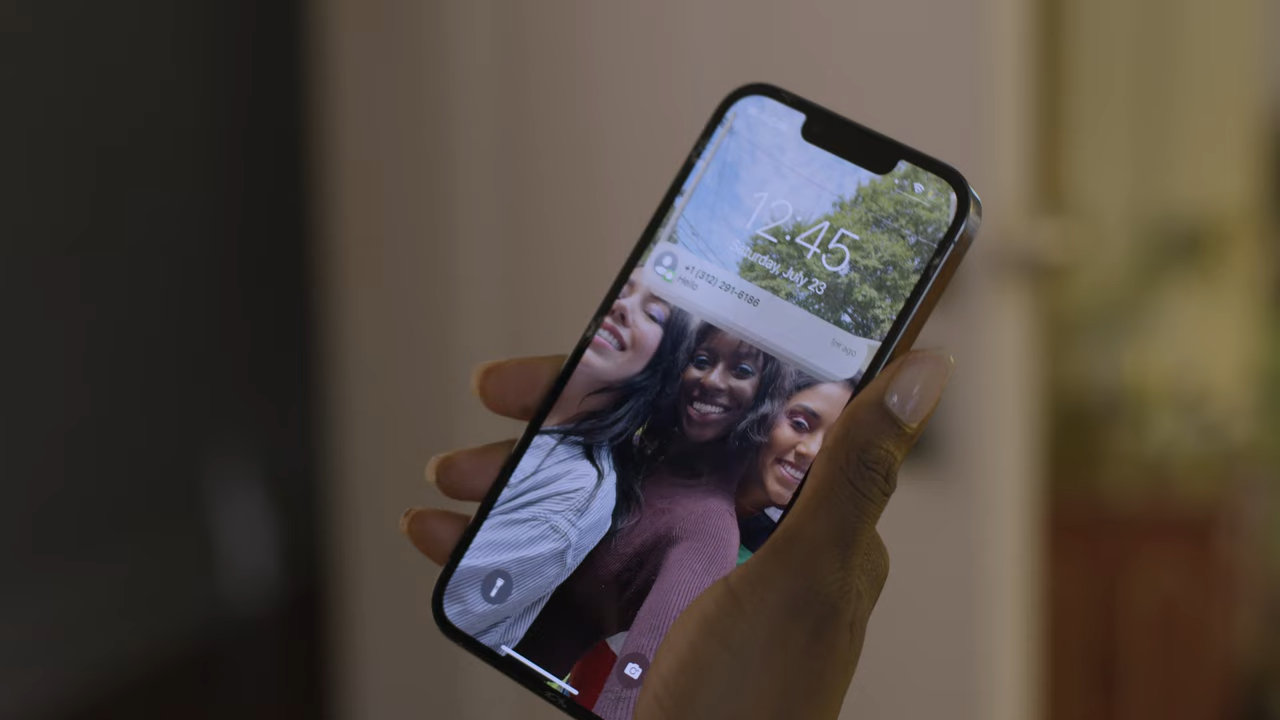 12:45
Saturday, July 23
+1 (312) 291-6186
Hello
1m ago